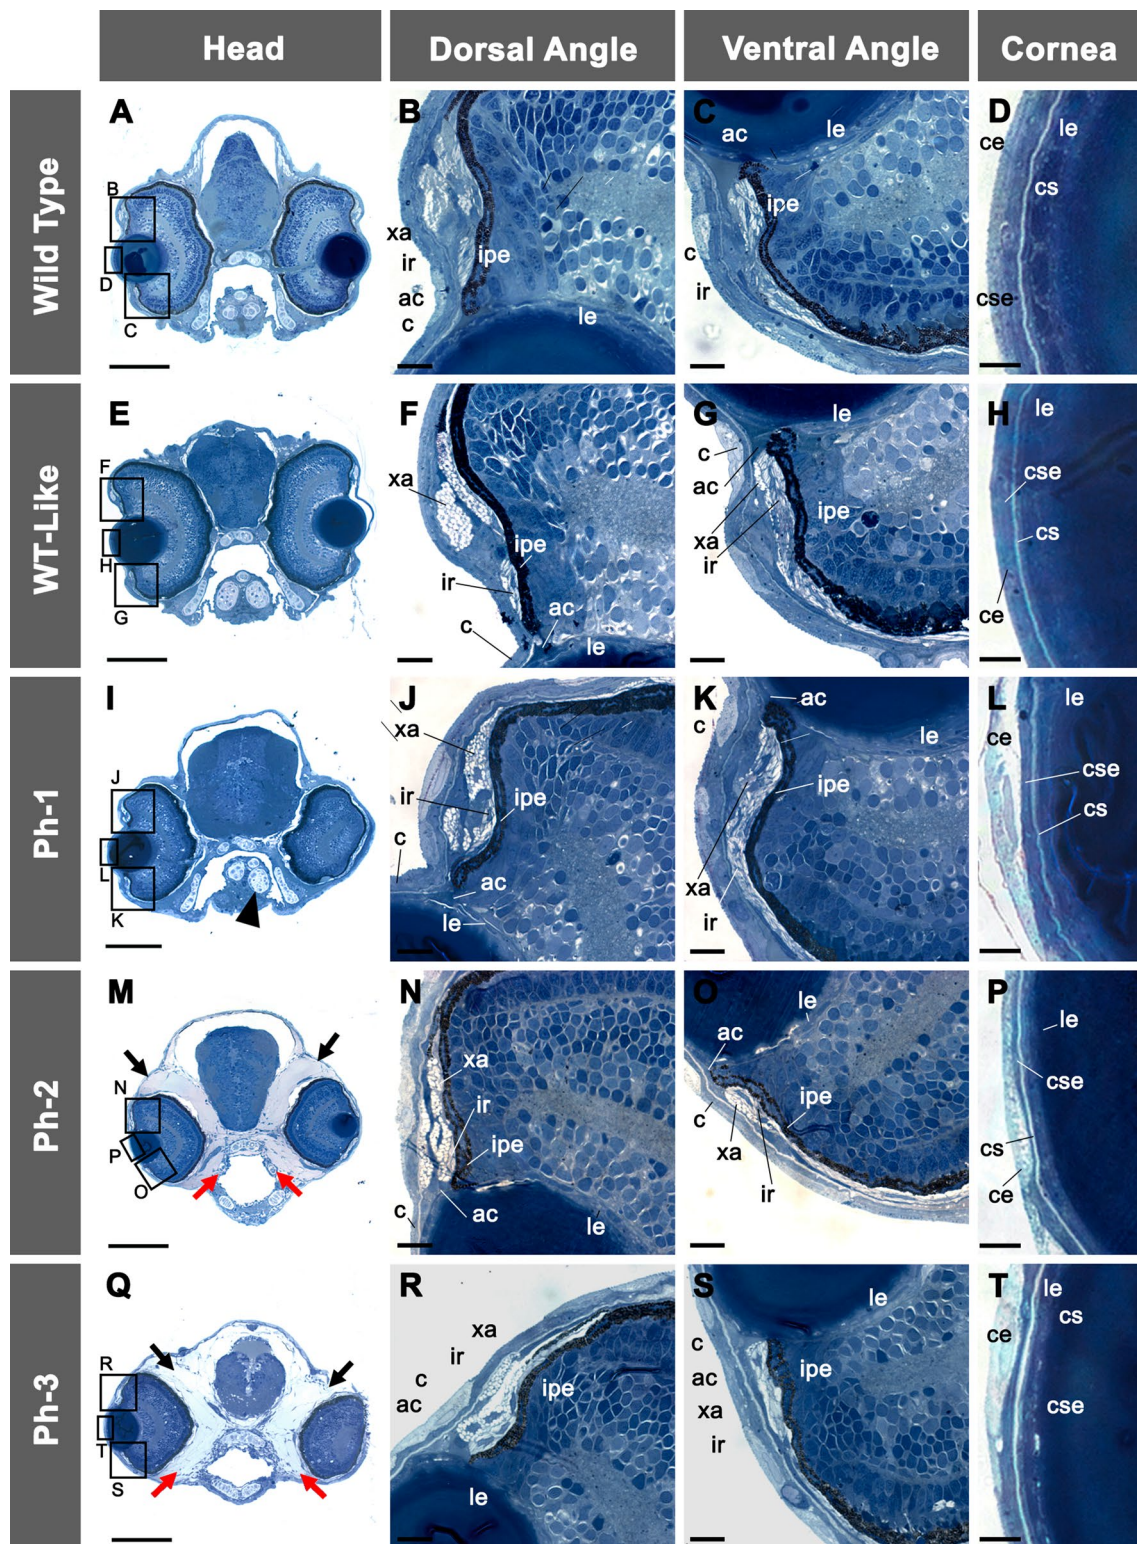 Head
Dorsal Angle
Ventral Angle
Cornea
Wild Type
A
B
D
C
B
xa
ir
ac
c
ipe
le
C
ac
le
ipe
c
ir
D
ce
le
cs
cse
WT-Like
E
F
H
G
F
xa
ipe
ir
ac
c
le
G
le
c
ac
ipe
xa
ir
H
le
cse
cs
ce
Ph-1
I
J
L
K
J
xa
ir
ipe
c
ac
le
K
ac
c
le
ipe
xa
ir
L
le
ce
cse
cs
Ph-2
M
N
P
O
N
xa
ir
ipe
ac
c
le
O
le
ac
c
ipe
xa
ir
P
le
cse
cs
ce
Ph-3
Q
R
T
S
R
xa
ir
c
ipe
ac
le
S
le
c
ipe
ac
xa
ir
T
le
ce
cs
cse